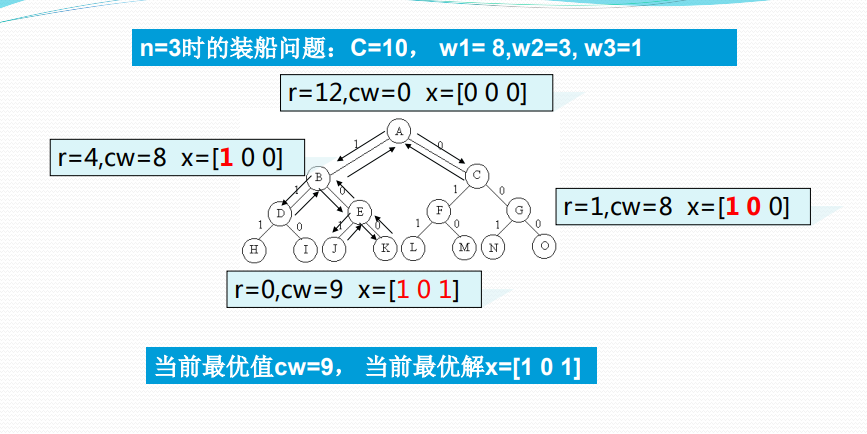 n=3时的装船问题：C=10， w1= 8,w2=3, w3=1
r=12,cw=0 x=[0 0 0]
A
1 0
r=4,cw=8 x=[1 0 0]
B C
1 0 1 0
r=1,cw=8 x=[1 0 0]
D E F G
1 0 1 0 1 0 1 0
H I J K L M N O
r=0,cw=9 x=[1 0 1]
当前最优值cw=9， 当前最优解x=[1 0 1]